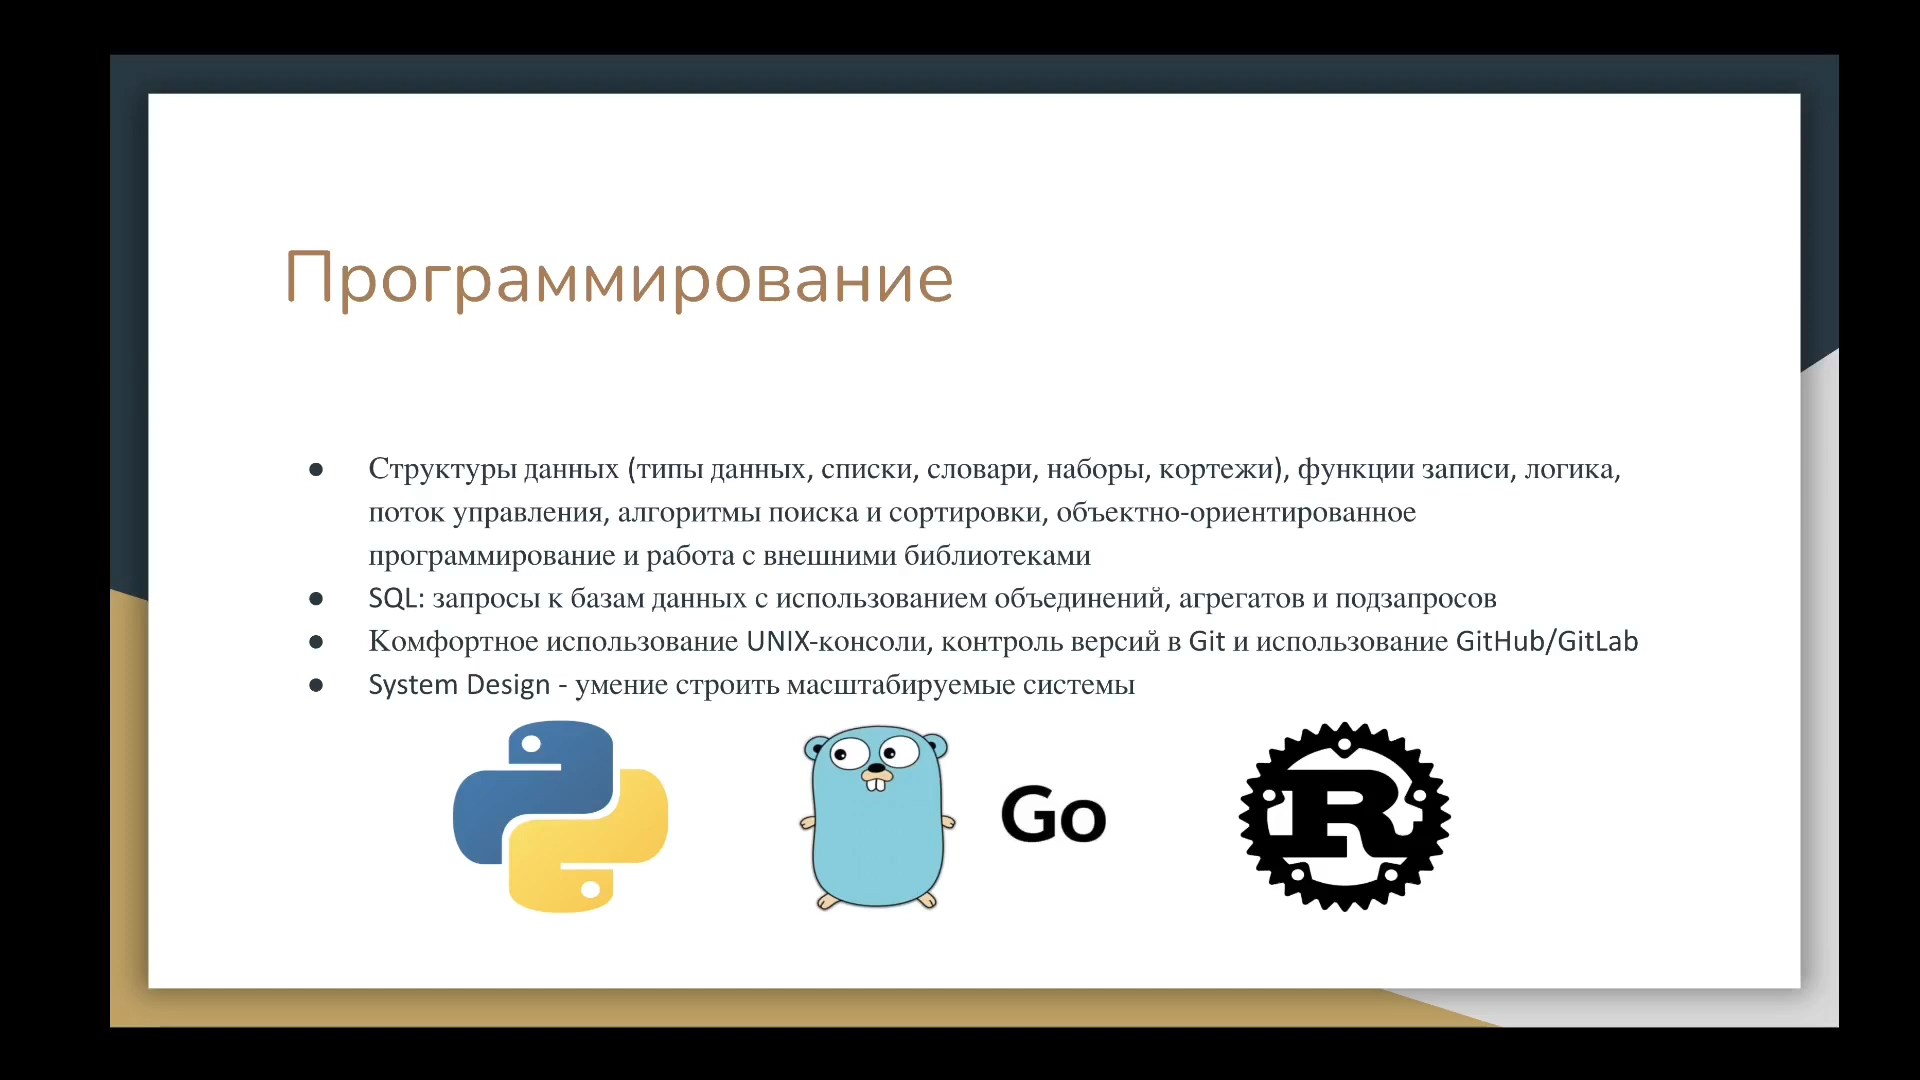 Программирование
● Структуры данных (типы данных, списки, словари, наборы, кортежи), функции записи, логика,
поток управления, алгоритмы поиска и сортировки, объектно-ориентированное
программирование и работа с внешними библиотеками
● SQL: запросы к базам данных с использованием объединений, агрегатов и подзапросов
● Комфортное использование UNIX-консоли, контроль версий в Git и использование GitHub/GitLab
● System Design - умение строить масштабируемые системы
Go
R